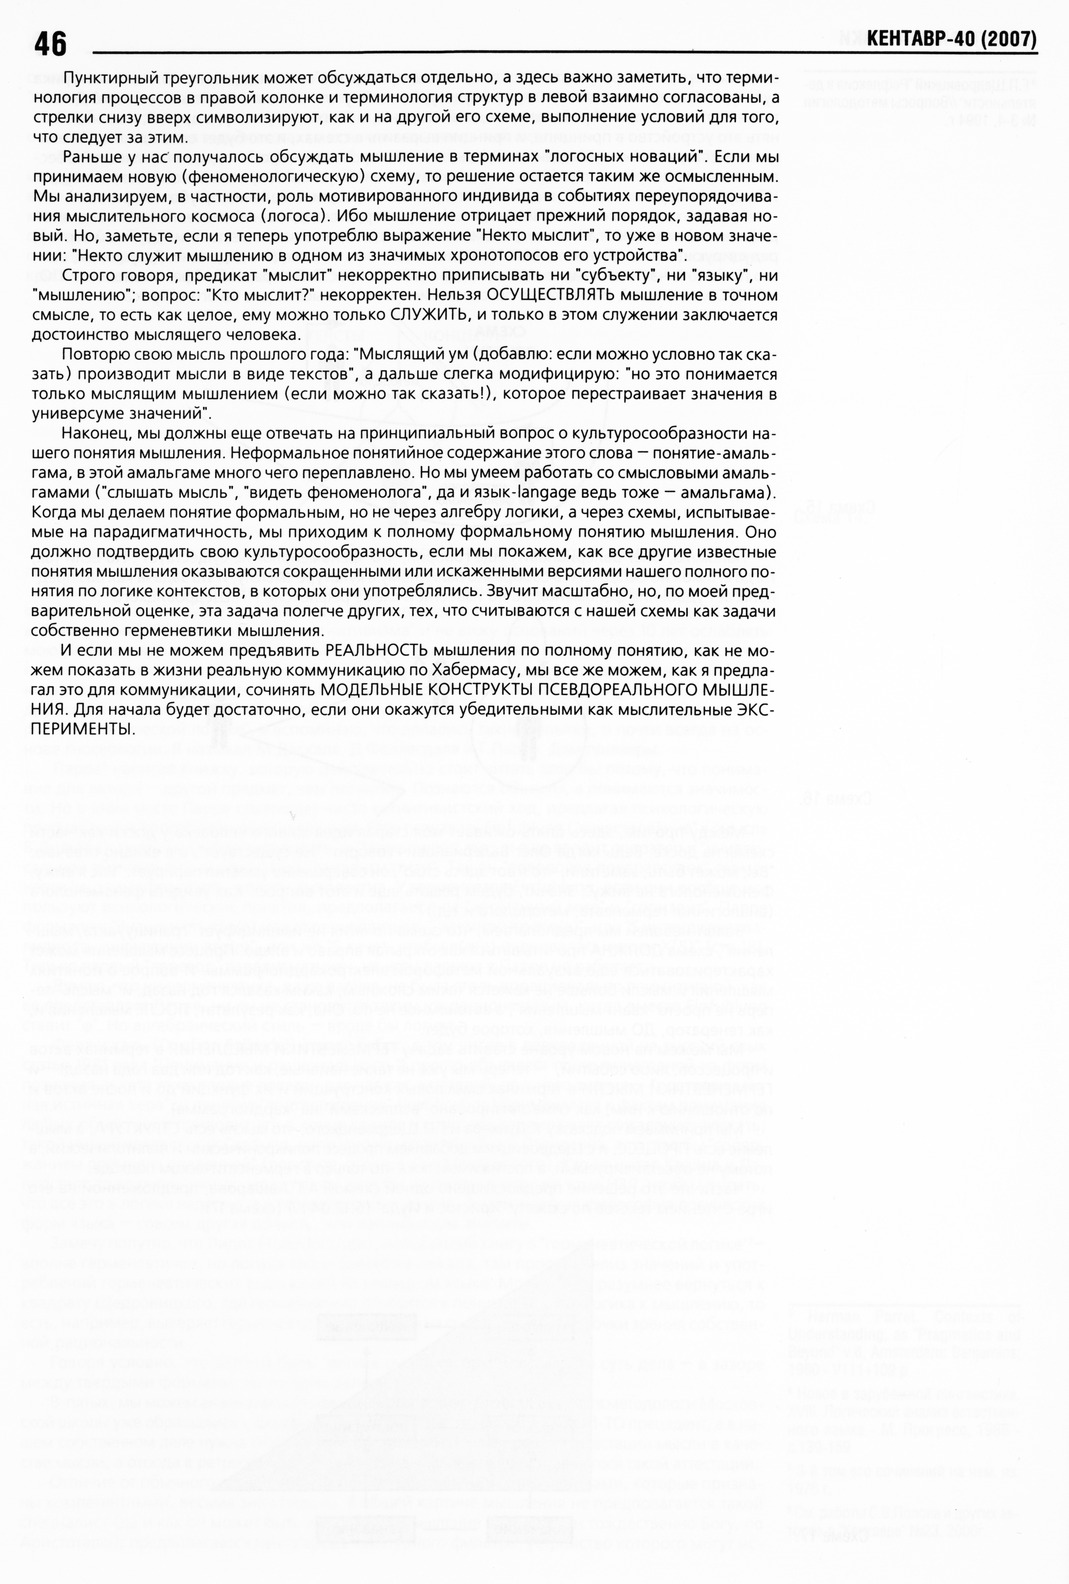 46
КЕНТАВР-40 (2007)
Пунктирный треугольник может обсуждаться отдельно, а здесь важно заметить, что терми-
нология процессов в правой колонке и терминология структур в левой взаимно согласованы, а
стрелки снизу вверх символизируют, как и на другой его схеме, выполнение условий для того,
что следует за этим.
Раньше у нас получалось обсуждать мышление в терминах "логосных новаций". Если мы
принимаем новую (феноменологическую) схему, то решение остается таким же осмысленным.
Мы анализируем, в частности, роль мотивированного индивида в событиях переупорядочива-
ния мыслительного космоса (логоса). Ибо мышление отрицает прежний порядок, задавая но-
вый. Но, заметьте, если я теперь употреблю выражение "Некто мыслит", то уже в новом значе-
нии: "Некто служит мышлению в одном из значимых хронотопосов его устройства".
Строго говоря, предикат "мыслит" некорректно приписывать ни "субъекту", ни "языку", ни
"мышлению"; вопрос: "Кто мыслит?" некорректен. Нельзя ОСУЩЕСТВЛЯТЬ мышление в точном
смысле, то есть как целое, ему можно только СЛУЖИТЬ, и только в этом служении заключается
достоинство мыслящего человека.
Повторю свою мысль прошлого года: "Мыслящий ум (добавлю: если можно условно так ска-
зать) производит мысли в виде текстов", а дальше слегка модифицирую: "но это понимается
только мыслящим мышлением (если можно так сказать!), которое перестраивает значения в
универсуме значений".
Наконец, мы должны еще отвечать на принципиальный вопрос о культуросообразности на-
шего понятия мышления. Неформальное понятийное содержание этого слова — понятие-амаль-
гама, в этой амальгаме много чего переплавлено. Но мы умеем работать со смысловыми амаль-
гамами ("слышать мысль", "видеть феноменолога", да и язык-langage ведь тоже — амальгама).
Когда мы делаем понятие формальным, но не через алгебру логики, а через схемы, испытывае-
мые на парадигматичность, мы приходим к полному формальному понятию мышления. Оно
должно подтвердить свою культуросообразность, если мы покажем, как все другие известные
понятия мышления оказываются сокращенными или искаженными версиями нашего полного по-
нятия по логике контекстов, в которых они употреблялись. Звучит масштабно, но, по моей пред-
варительной оценке, эта задача полегче других, тех, что считываются с нашей схемы как задачи
собственно герменевтики мышления.
И если мы не можем предъявить РЕАЛЬНОСТЬ мышления по полному понятию, как не мо-
жем показать в жизни реальную коммуникацию по Хабермасу, мы все же можем, как я предла-
гал это для коммуникации, сочинять МОДЕЛЬНЫЕ КОНСТРУКТЫ ПСЕВДОРЕАЛЬНОГО МЫШЛЕ-
НИЯ. Для начала будет достаточно, если они окажутся убедительными как мыслительные ЭКС-
ПЕРИМЕНТЫ.